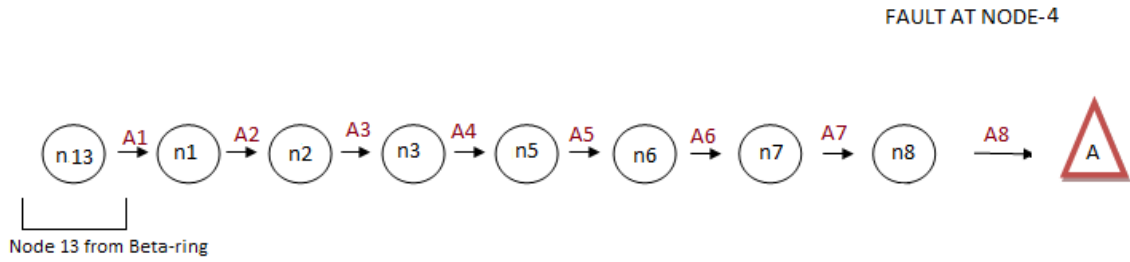 FAULT AT NODE-4
A1 A2 A3 A4 A5 A6 A7 A8
n 13 n1 n2 n3 n5 n6 n7 n8 A
Node 13 from Beta-ring